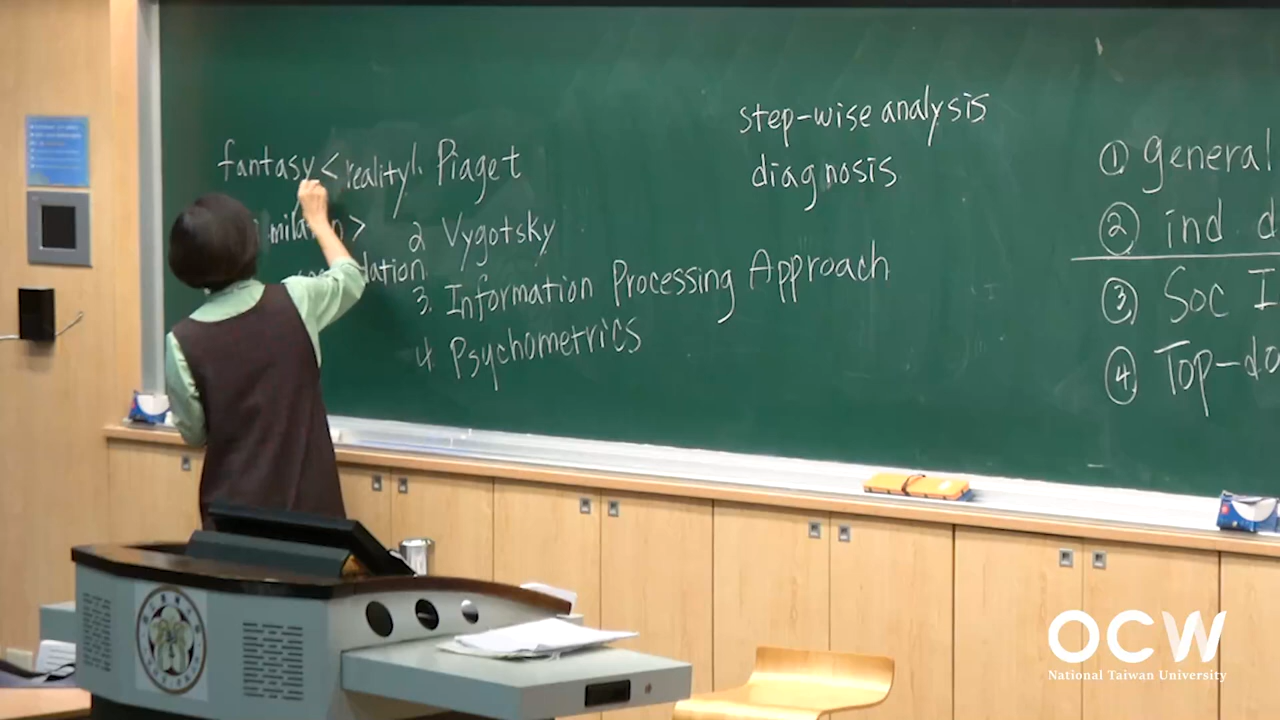 fantasy < reality
1. Piaget
2 Vygotsky
3. Information Processing Approach
4 Psychometrics
step-wise analysis
diagnosis
① general
② ind
③ Soc
④ Top-do
OCW
National Taiwan University